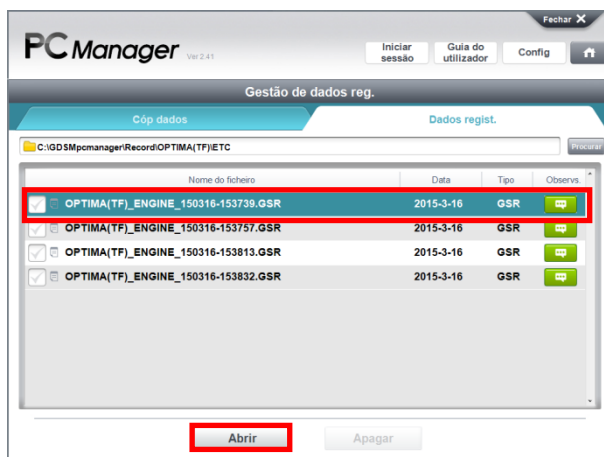 Fechar X
PC Manager Ver 2.41
Iniciar sessão Guia do utilizador Config
Gestão de dados reg.
Cóp dados Dados regist.
C:\GDSMpcmanager\Record\OPTIMA(TF)\ETC Procurar
Nome do ficheiro Data Tipo Observs.
OPTIMA(TF)_ENGINE_150316-153739.GSR 2015-3-16 GSR
OPTIMA(TF)_ENGINE_150316-153757.GSR 2015-3-16 GSR
OPTIMA(TF)_ENGINE_150316-153813.GSR 2015-3-16 GSR
OPTIMA(TF)_ENGINE_150316-153832.GSR 2015-3-16 GSR
Abrir Apagar